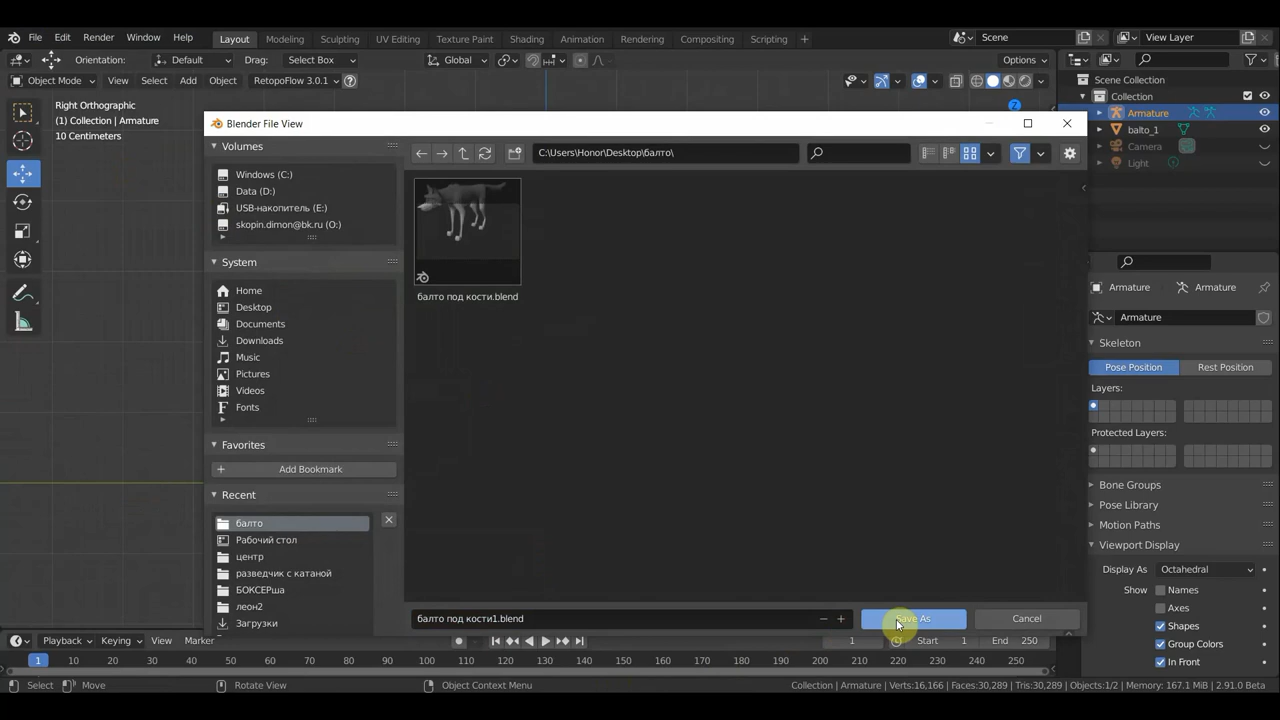 File Edit Render Window Help Layout Modeling Sculpting UV Editing Texture Paint Shading Animation Rendering Compositing Scripting + Scene View Layer
Orientation: Default Drag: Select Box Global Options
Object Mode View Select Add Object RetopoFlow 3.0.1
Right Orthographic
(1) Collection | Armature
10 Centimeters
Z
Scene Collection
Collection
Armature
balto_1
Camera
Light
Blender File View
Volumes
Windows (C:)
Data (D:)
USB-накопитель (E:)
skopin.dimon@bk.ru (O:)
System
Home
Desktop
Documents
Downloads
Music
Pictures
Videos
Fonts
Favorites
Add Bookmark
Recent
балто
Рабочий стол
центр
разведчик с катаной
БОКСЕРша
леон2
Загрузки
C:\Users\Honor\Desktop\балто\
балто под кости.blend
балто под кости1.blend
Save As
Cancel
Armature Armature
Armature
Skeleton
Pose Position Rest Position
Layers:
Protected Layers:
Bone Groups
Pose Library
Motion Paths
Viewport Display
Display As Octahedral
Show Names
Axes
Shapes
Group Colors
In Front
Playback Keying View Marker 1 Start 1 End 250
1 10 20 30 40 50 60 70 80 90 100 110 120 130 140 150 160 170 180 190 200 210 220 230 240 250
Select Move Rotate View Object Context Menu Collection | Armature | Verts:16,166 | Faces:30,289 | Tris:30,289 | Objects:1/2 | Memory: 167.1 MiB | 2.91.0 Beta